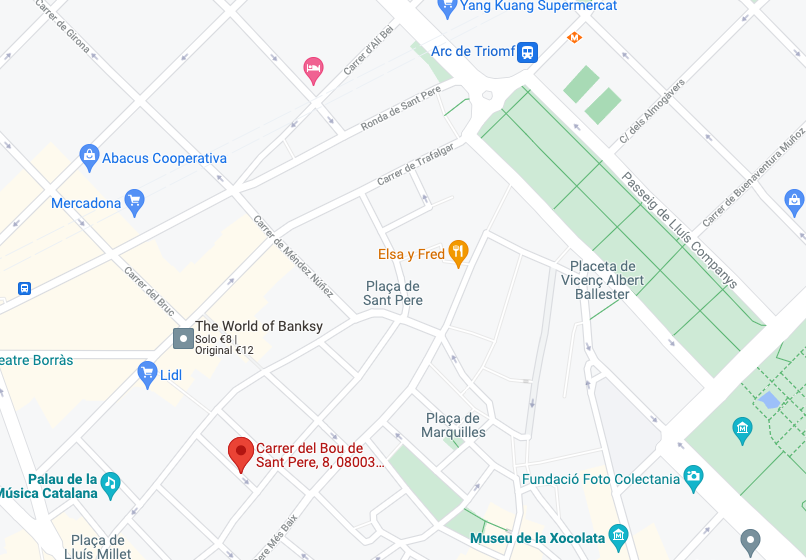 Yang Kuang Supermercat
Carrer de Girona
Carrer d'Alí Bei
Arc de Triomf
M
Ronda de Sant Pere
C/ dels Almogàvers
Carrer de Buenaventura Muñoz
Abacus Cooperativa
Carrer de Trafalgar
Passeig de Lluís Companys
Mercadona
Carrer de Méndez Núñez
Elsa y Fred
Placeta de
Vicenç Albert
Ballester
Plaça de
Sant Pere
Carrer del Bruc
The World of Banksy
Solo €8 |
Original €12
eatre Borràs
Lidl
Plaça de
Marquilles
Carrer del Bou de
Sant Pere, 8, 08003...
Palau de la
Música Catalana
Fundació Foto Colectania
ere Més Baix
Museu de la Xocolata
Plaça de
Lluís Millet